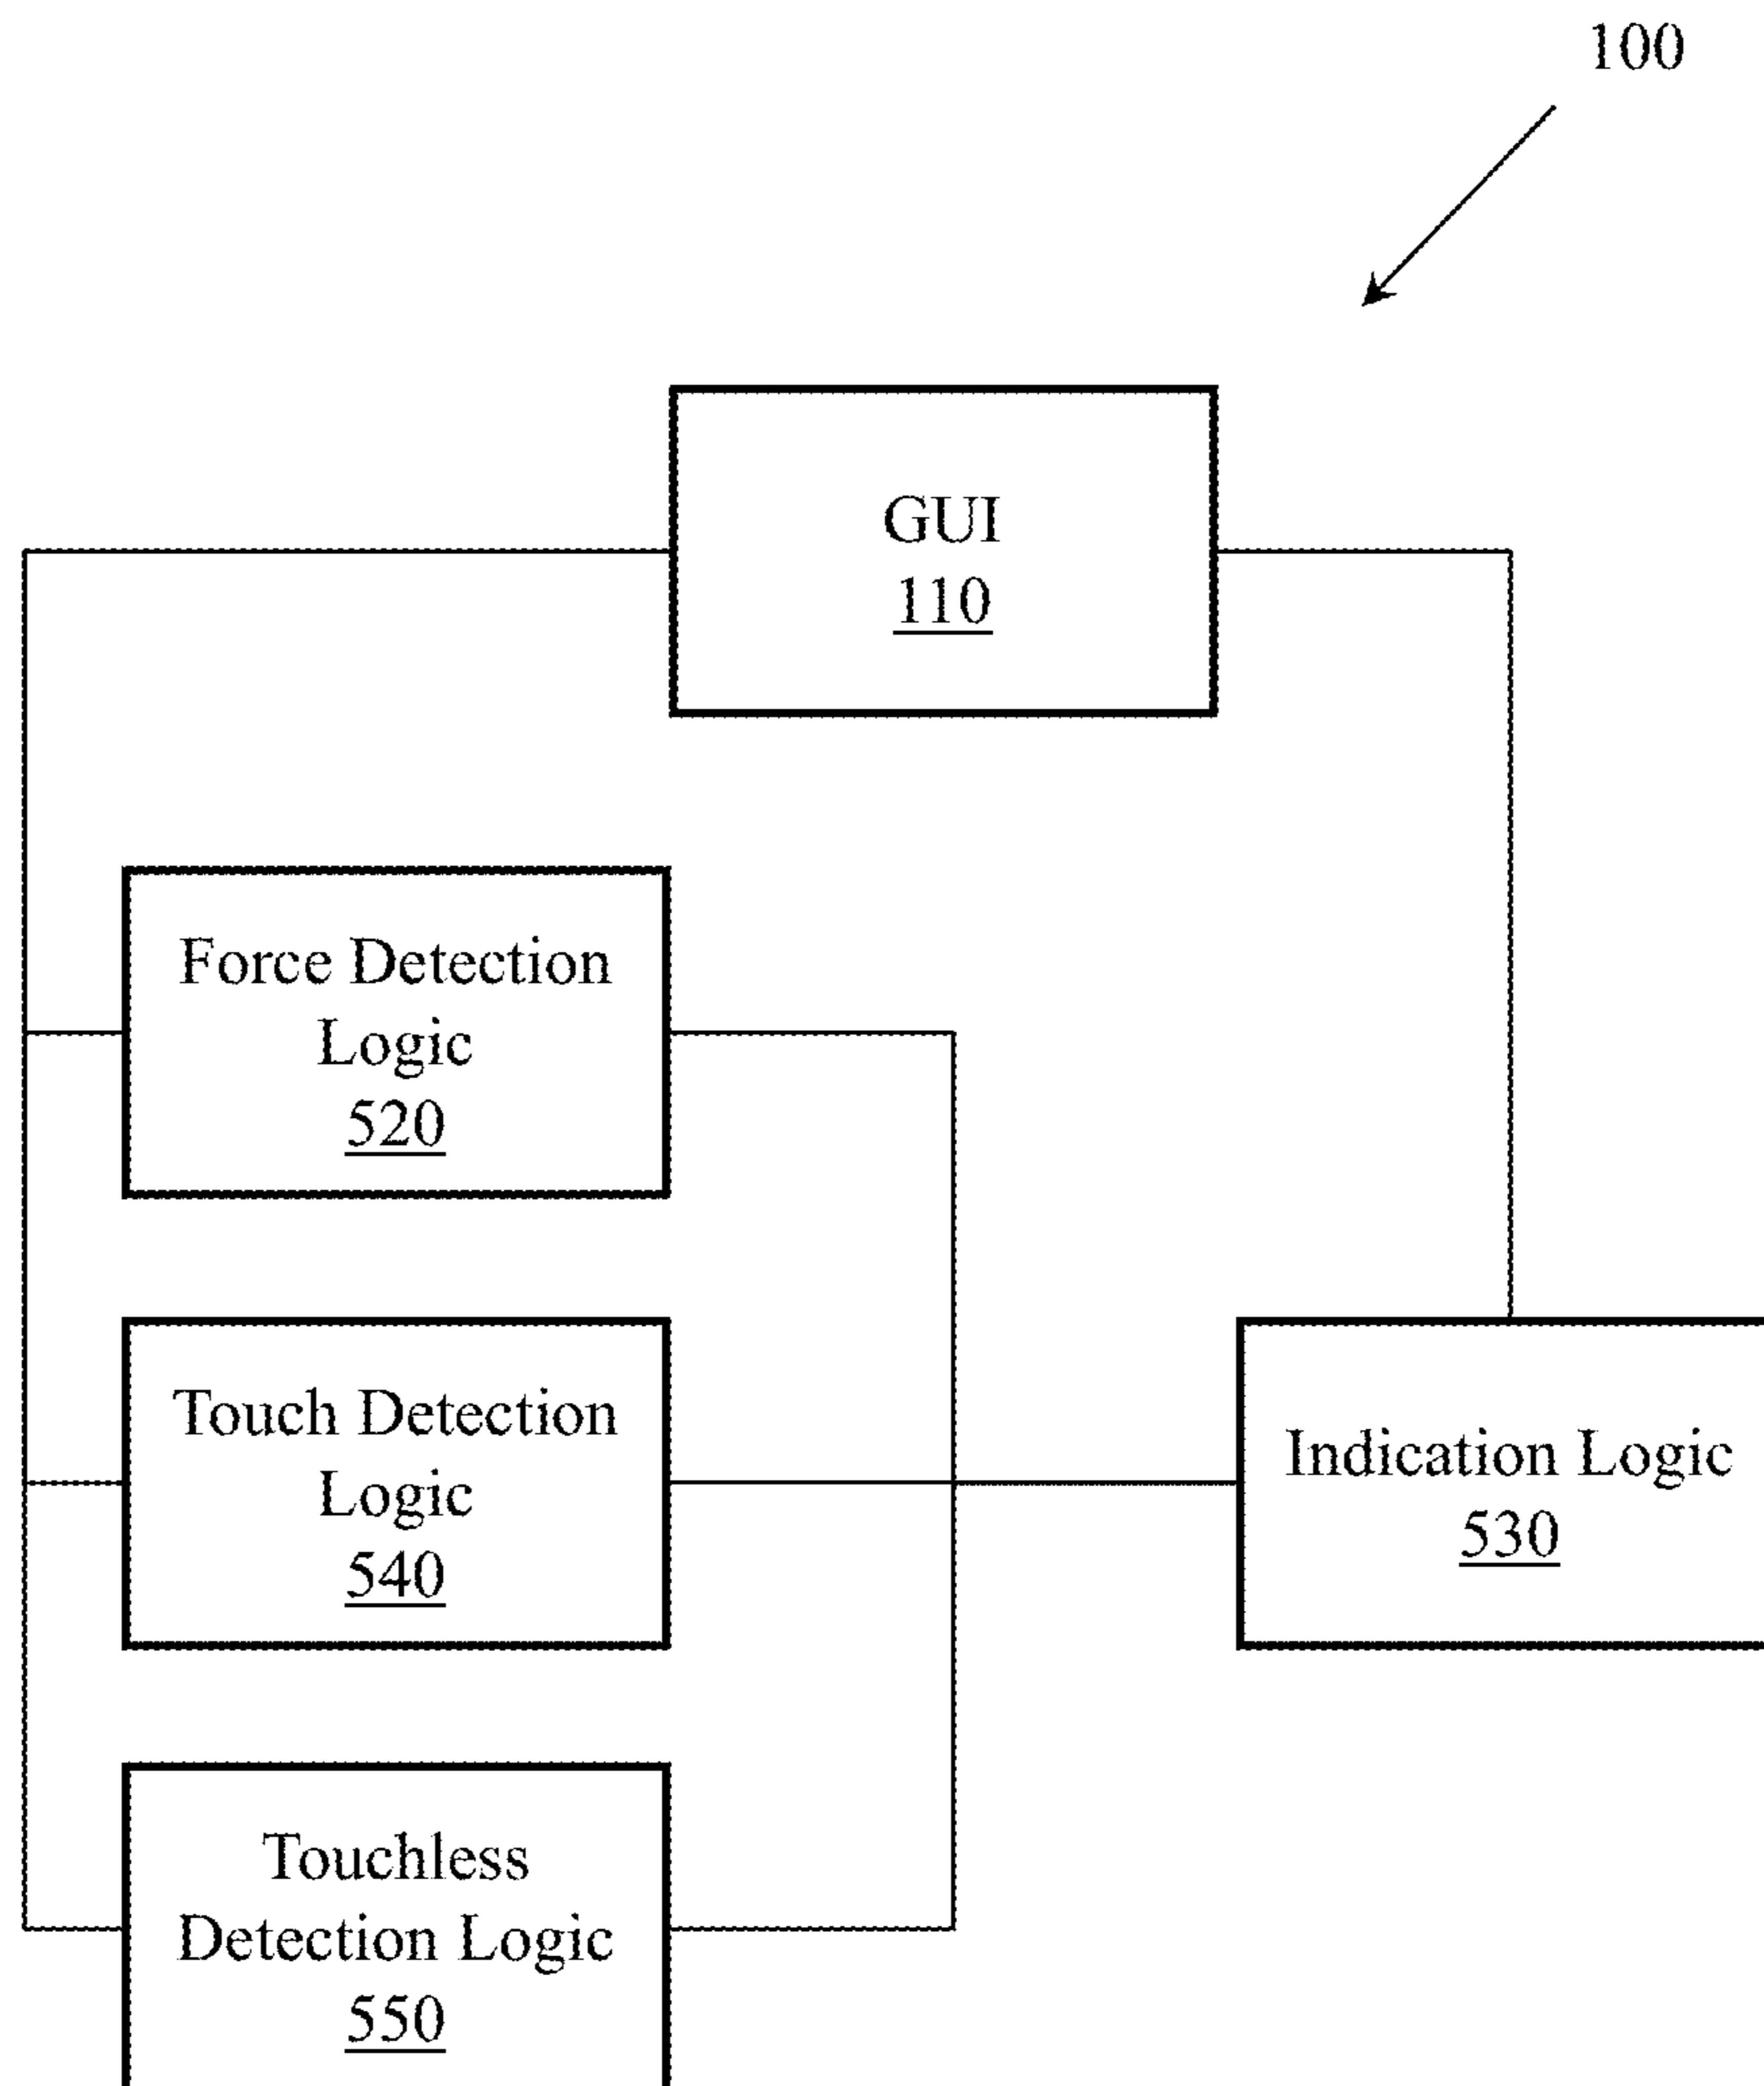 100
GUI
110
Force Detection
Logic
520
Touch Detection
Logic
540
Indication Logic
530
Touchless
Detection Logic
550